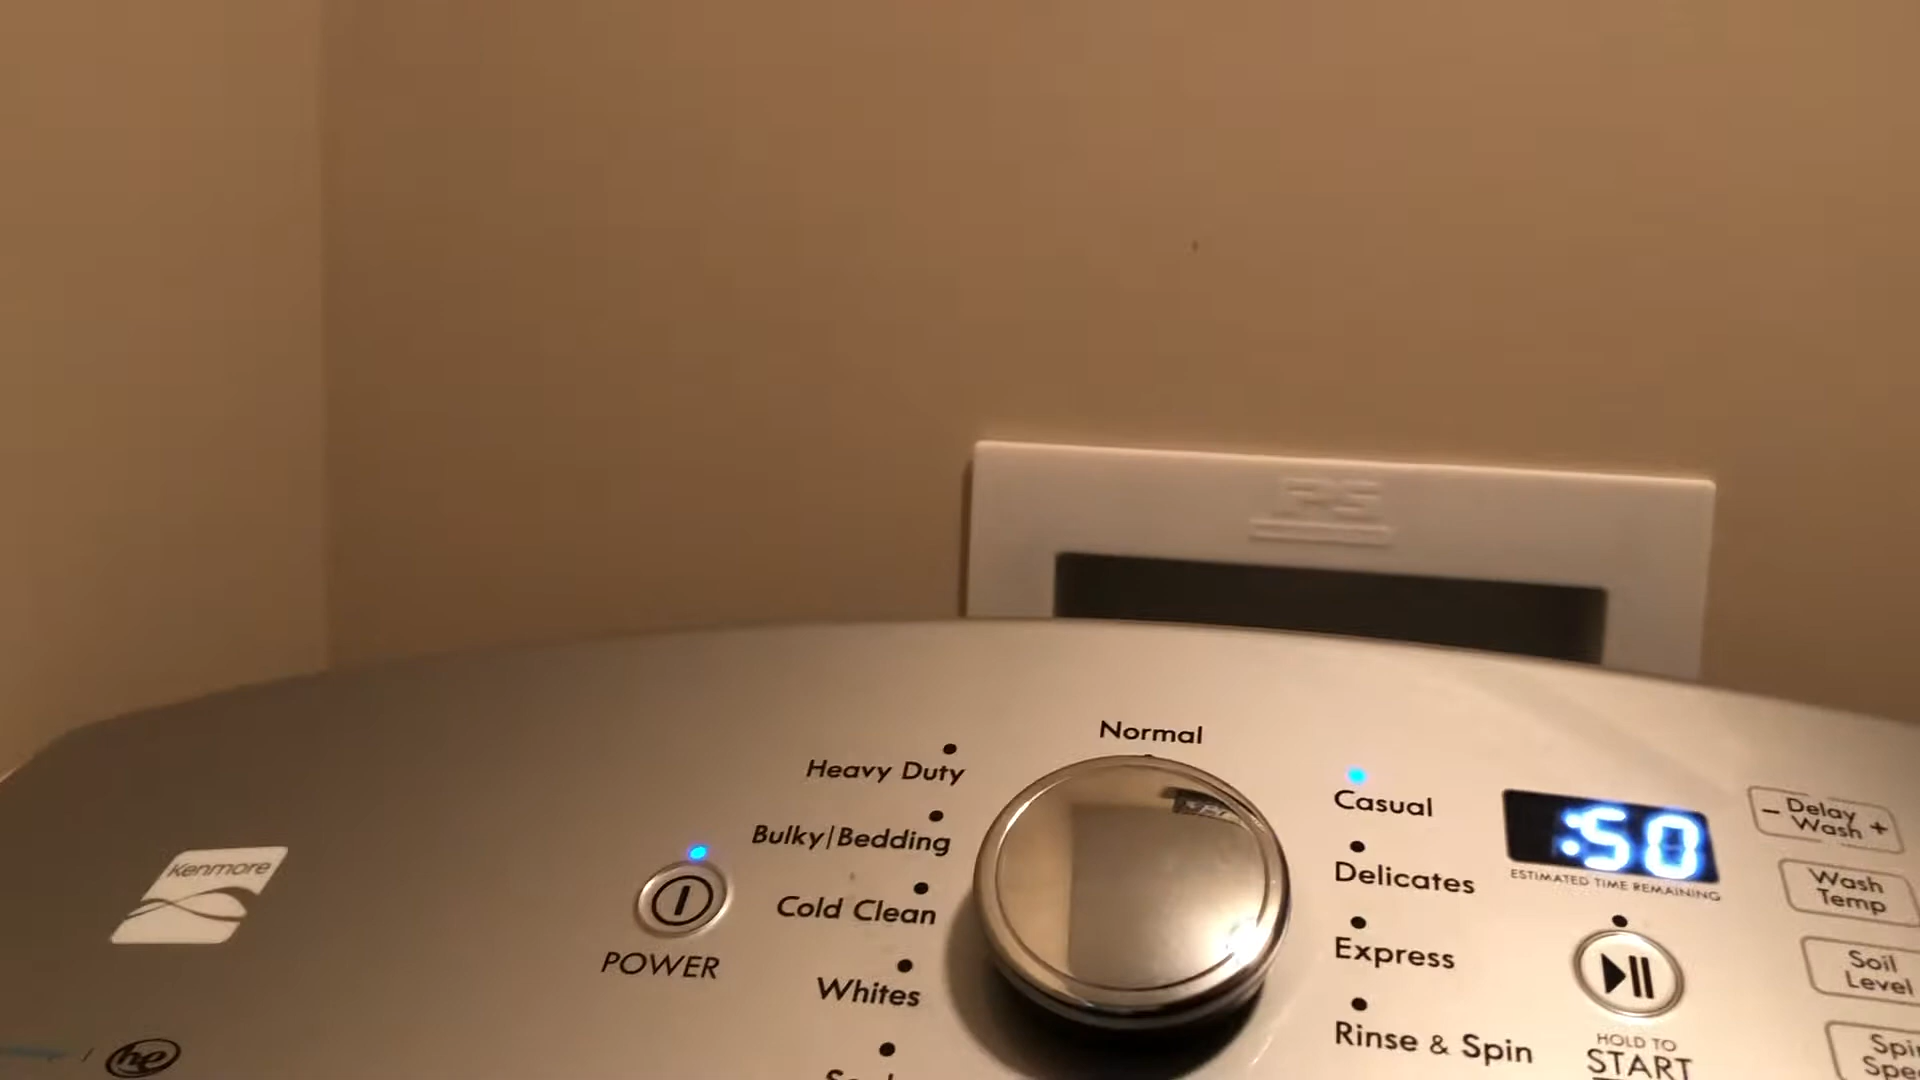 Normal
Heavy Duty
Bulky|Bedding
Cold Clean
Whites
Casual
Delicates
Express
Rinse & Spin
:50
ESTIMATED TIME REMAINING
- Delay Wash +
Wash
Temp
Soil
Level
HOLD TO
START
Kenmore
POWER
he